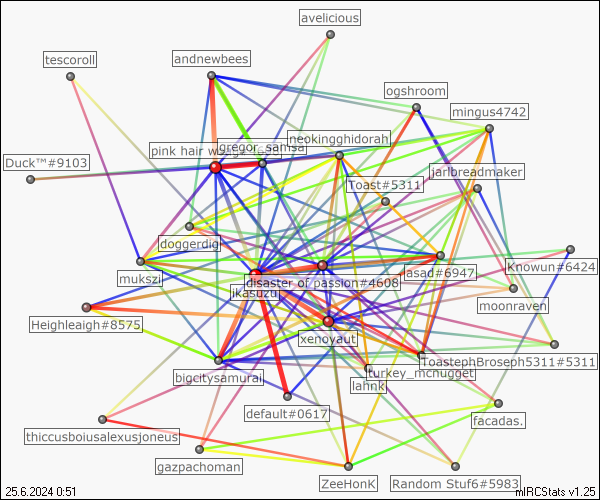 avelicious
tescoroll
andnewbees
ogshroom
mingus4742
neokingghidorah
gregor_samsa
pink hair w
Duck™#9103
jarlbreadmaker
Toast#5311
doggerdig
mukszi
disaster of passion#4608
asad#6947
Knowun#6424
jkasuzu
moonraven
Heighleaigh#8575
xenoyaut
ToastephBroseph5311#5311
turkey_mcnugget
bigcitysamurai
lahnk
default#0617
facadas.
thiccusboiusalexusjoneus
gazpachoman
ZeeHonK
Random Stuf6#5983
25.6.2024 0:51
mIRCStats v1.25